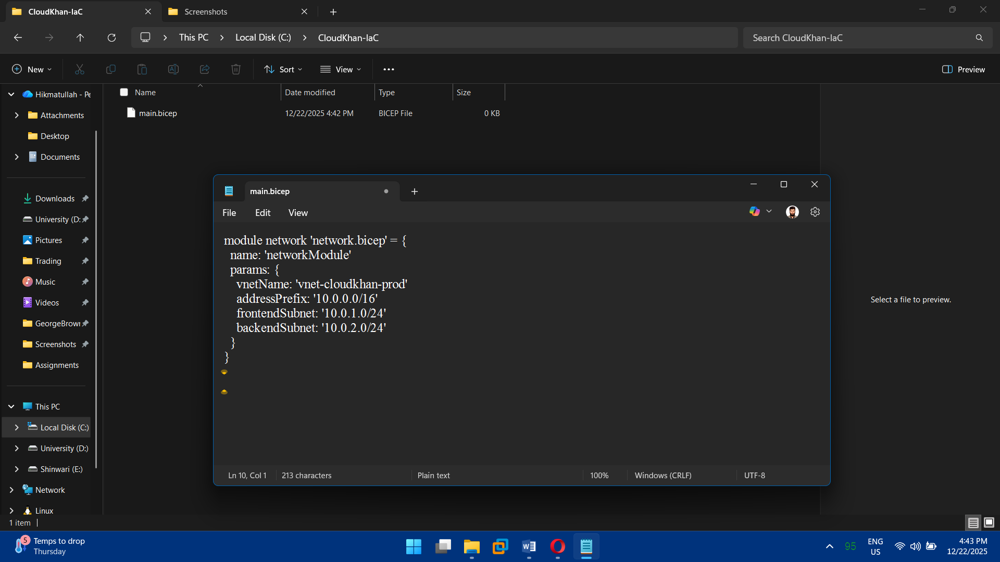 CloudKhan-IaC
Screenshots
This PC
Local Disk (C:)
CloudKhan-IaC
Search CloudKhan-IaC
New
Sort
View
Preview
Hikmatullah - Pe
Attachments
Desktop
Documents
Downloads
University (D:
Pictures
Trading
Music
Videos
GeorgeBrow
Screenshots
Assignments
This PC
Local Disk (C:)
University (D:)
Shinwari (E:)
Network
Linux
Name
Date modified
Type
Size
main.bicep
12/22/2025 4:42 PM
BICEP File
0 KB
Select a file to preview.
main.bicep
File
Edit
View
module network 'network.bicep' = {
name: 'networkModule'
params: {
vnetName: 'vnet-cloudkhan-prod'
addressPrefix: '10.0.0.0/16'
frontendSubnet: '10.0.1.0/24'
backendSubnet: '10.0.2.0/24'
}
}
Ln 10, Col 1
213 characters
Plain text
100%
Windows (CRLF)
UTF-8
1 item
5
Temps to drop
Thursday
W
95
ENG
US
4:43 PM
12/22/2025